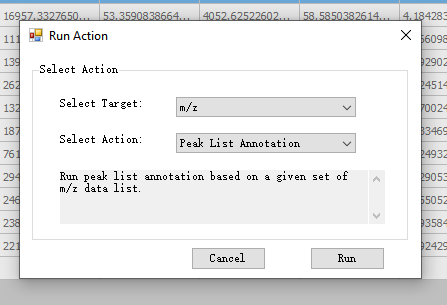 16957.3327650... 53.3590838664... 4052.62522602... 58.5850382614... 4.1842832
Run Action
Select Action
Select Target: m/z
Select Action: Peak List Annotation
Run peak list annotation based on a given set of
m/z data list.
Cancel Run